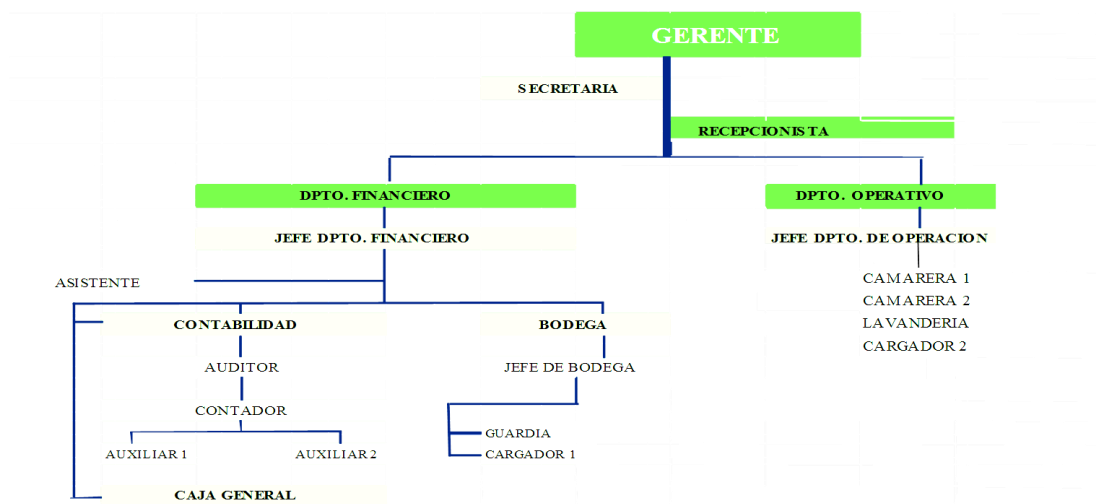 GERENTE
SECRETARIA
RECEPCIONISTA
DPTO. FINANCIERO
DPTO. OPERATIVO
JEFE DPTO. FINANCIERO
JEFE DPTO. DE OPERACION
ASISTENTE
CAMARERA 1
CAMARERA 2
LAVANDERIA
CARGADOR 2
CONTABILIDAD
BODEGA
AUDITOR
JEFE DE BODEGA
CONTADOR
GUARDIA
CARGADOR 1
AUXILIAR 1
AUXILIAR 2
CAJA GENERAL